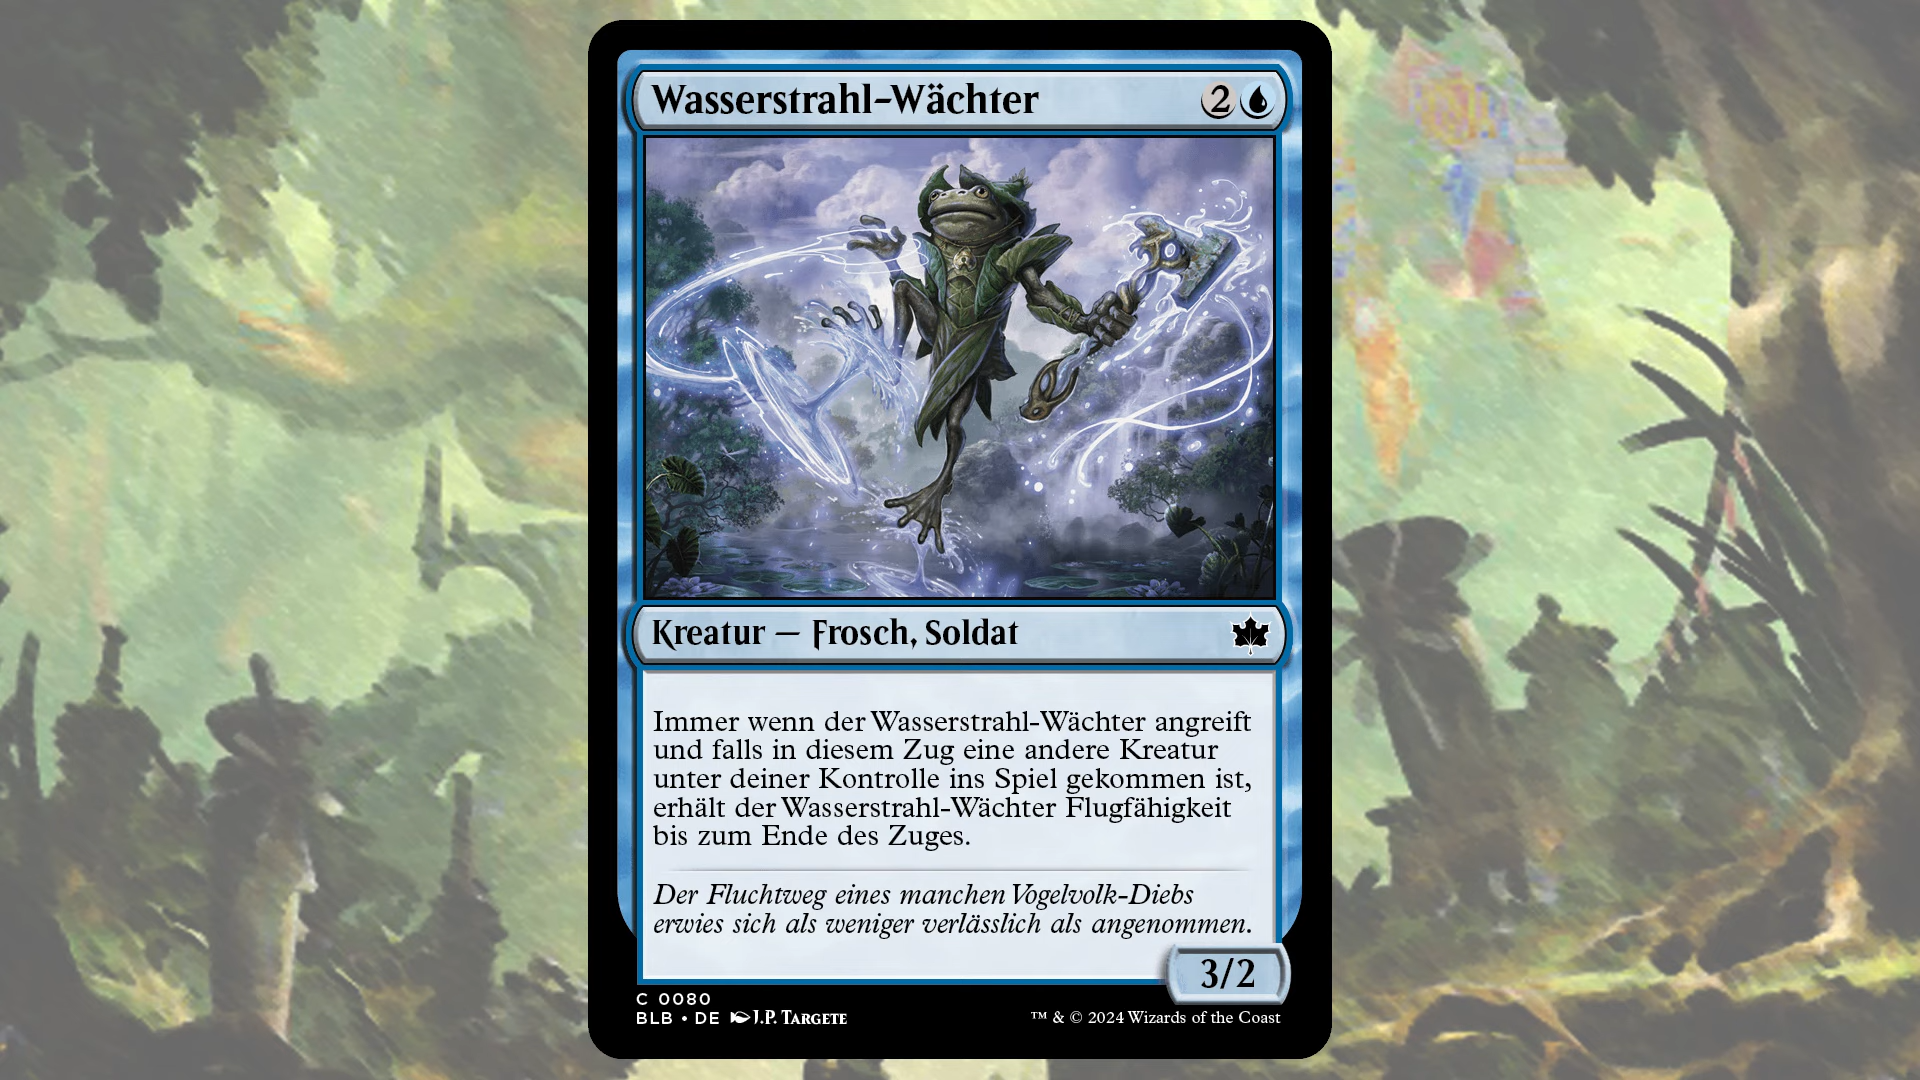 Wasserstrahl-Wächter 2
Kreatur — Frosch, Soldat
Immer wenn der Wasserstrahl-Wächter angreift
und falls in diesem Zug eine andere Kreatur
unter deiner Kontrolle ins Spiel gekommen ist,
erhält der Wasserstrahl-Wächter Flugfähigkeit
bis zum Ende des Zuges.
Der Fluchtweg eines manchen Vogelvolk-Diebs
erwies sich als weniger verlässlich als angenommen.
3/2
C 0080
BLB • DE J.P. Targete ™ & © 2024 Wizards of the Coast